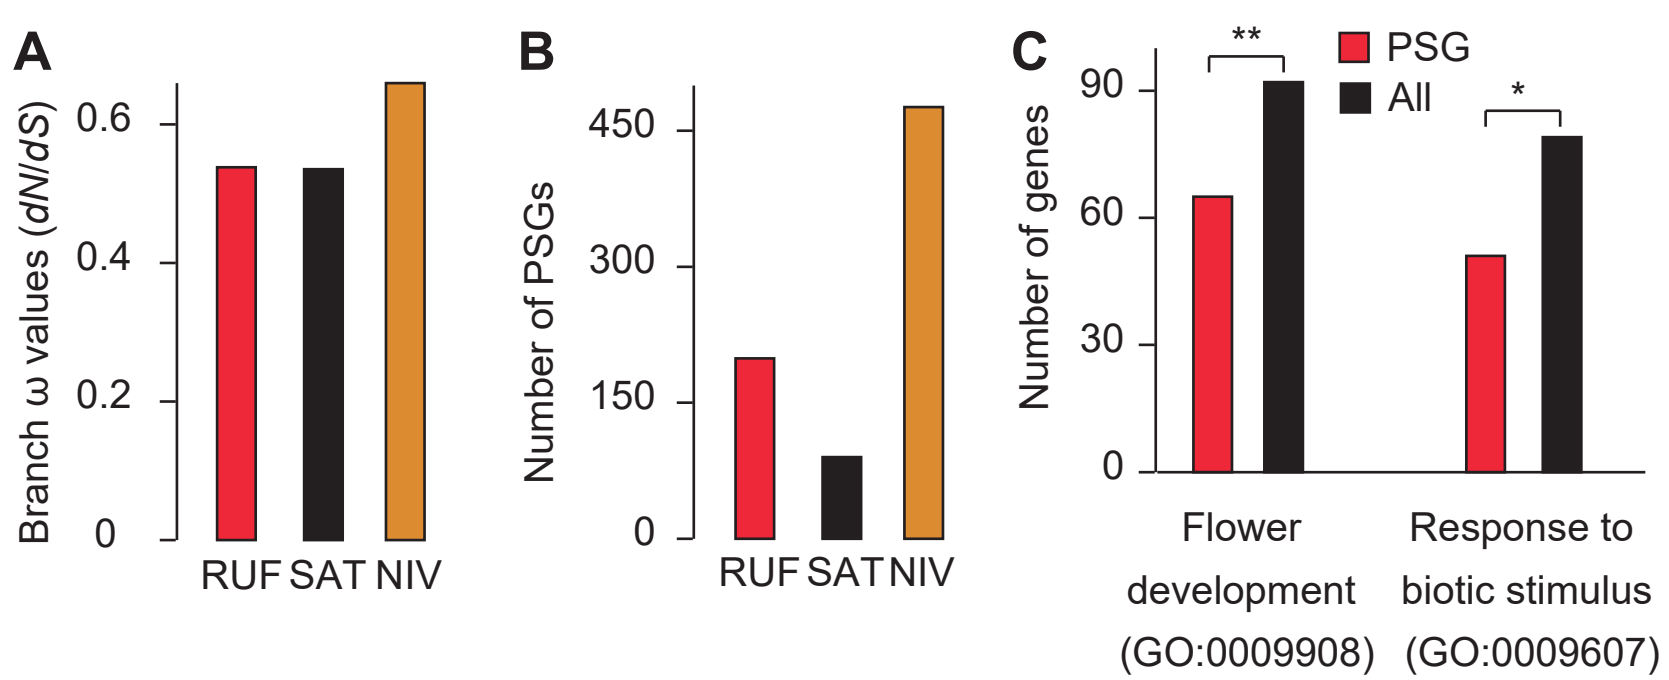 A
Branch ω values (dN/dS)
0.6
0.4
0.2
0
RUF SAT NIV
B
Number of PSGs
450
300
150
0
RUF SAT NIV
C
Number of genes
90
60
30
0
**
*
PSG
All
Flower
development
(GO:0009908)
Response to
biotic stimulus
(GO:0009607)